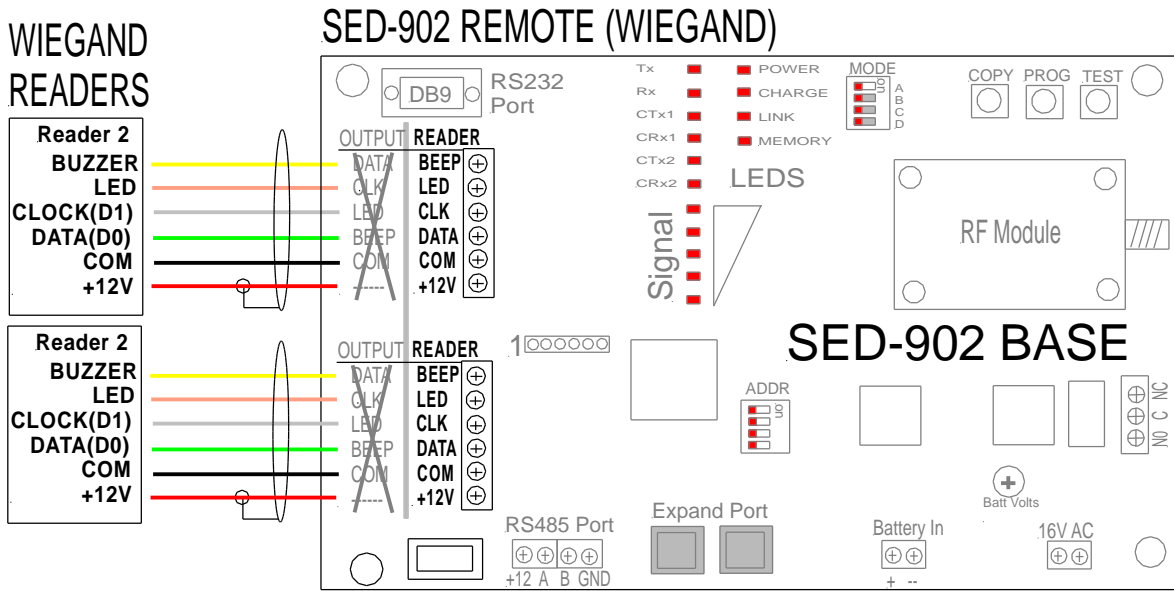 WIEGAND
READERS
SED-902 REMOTE (WIEGAND)
Reader 2
BUZZER
LED
CLOCK(D1)
DATA(D0)
COM
+12V
Reader 2
BUZZER
LED
CLOCK(D1)
DATA(D0)
COM
+12V
DB9
RS232
Port
OUTPUT READER
DATA BEEP
CLK LED
LED CLK
BEEP DATA
COM COM
------ +12V
OUTPUT READER
DATA BEEP
CLK LED
LED CLK
BEEP DATA
COM COM
------ +12V
Tx
Rx
CTx1
CRx1
CTx2
CRx2
POWER
CHARGE
LINK
MEMORY
LEDS
Signal
MODE
on
A
B
C
D
COPY PROG TEST
RF Module
SED-902 BASE
1
ADDR
on
NO C NC
Batt Volts
RS485 Port
+12 A B GND
Expand Port
Battery In
+ --
16V AC